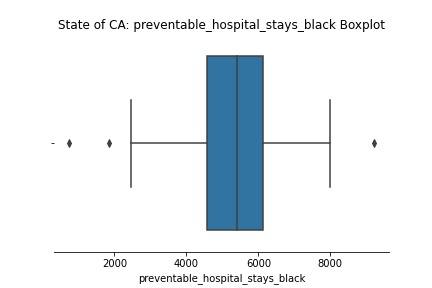 State of CA: preventable_hospital_stays_black Boxplot
-
2000 4000 6000 8000
preventable_hospital_stays_black